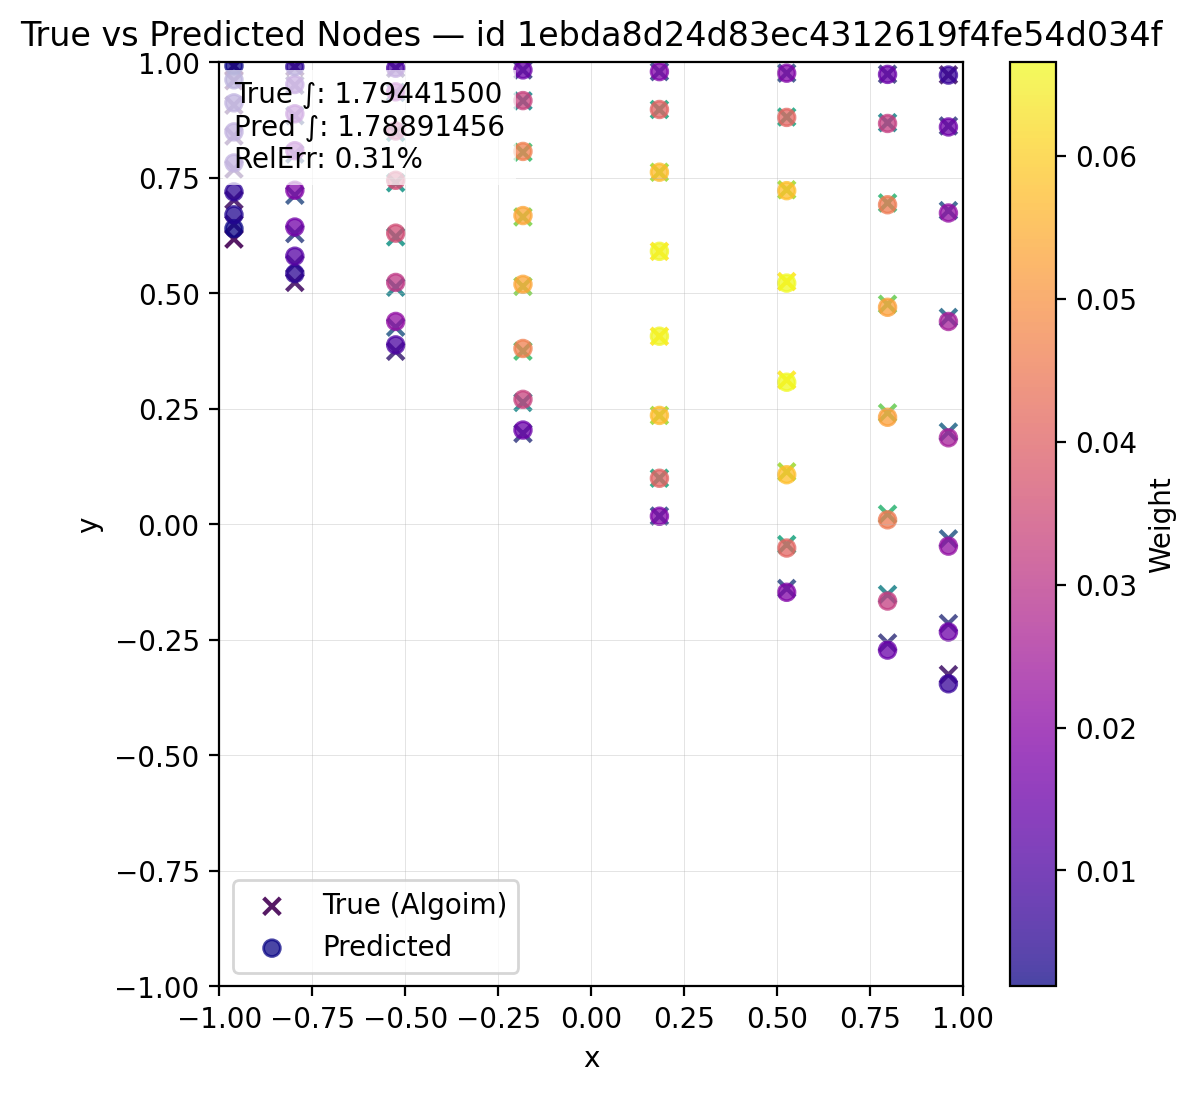 True vs Predicted Nodes — id 1ebda8d24d83ec4312619f4fe54d034f
True ∫: 1.79441500
Pred ∫: 1.78891456
RelErr: 0.31%
1.00
0.75
0.50
0.25
0.00
−0.25
−0.50
−0.75
−1.00
y
True (Algoim)
Predicted
−1.00 −0.75 −0.50 −0.25 0.00 0.25 0.50 0.75 1.00
x
0.06
0.05
0.04
0.03
0.02
0.01
Weight